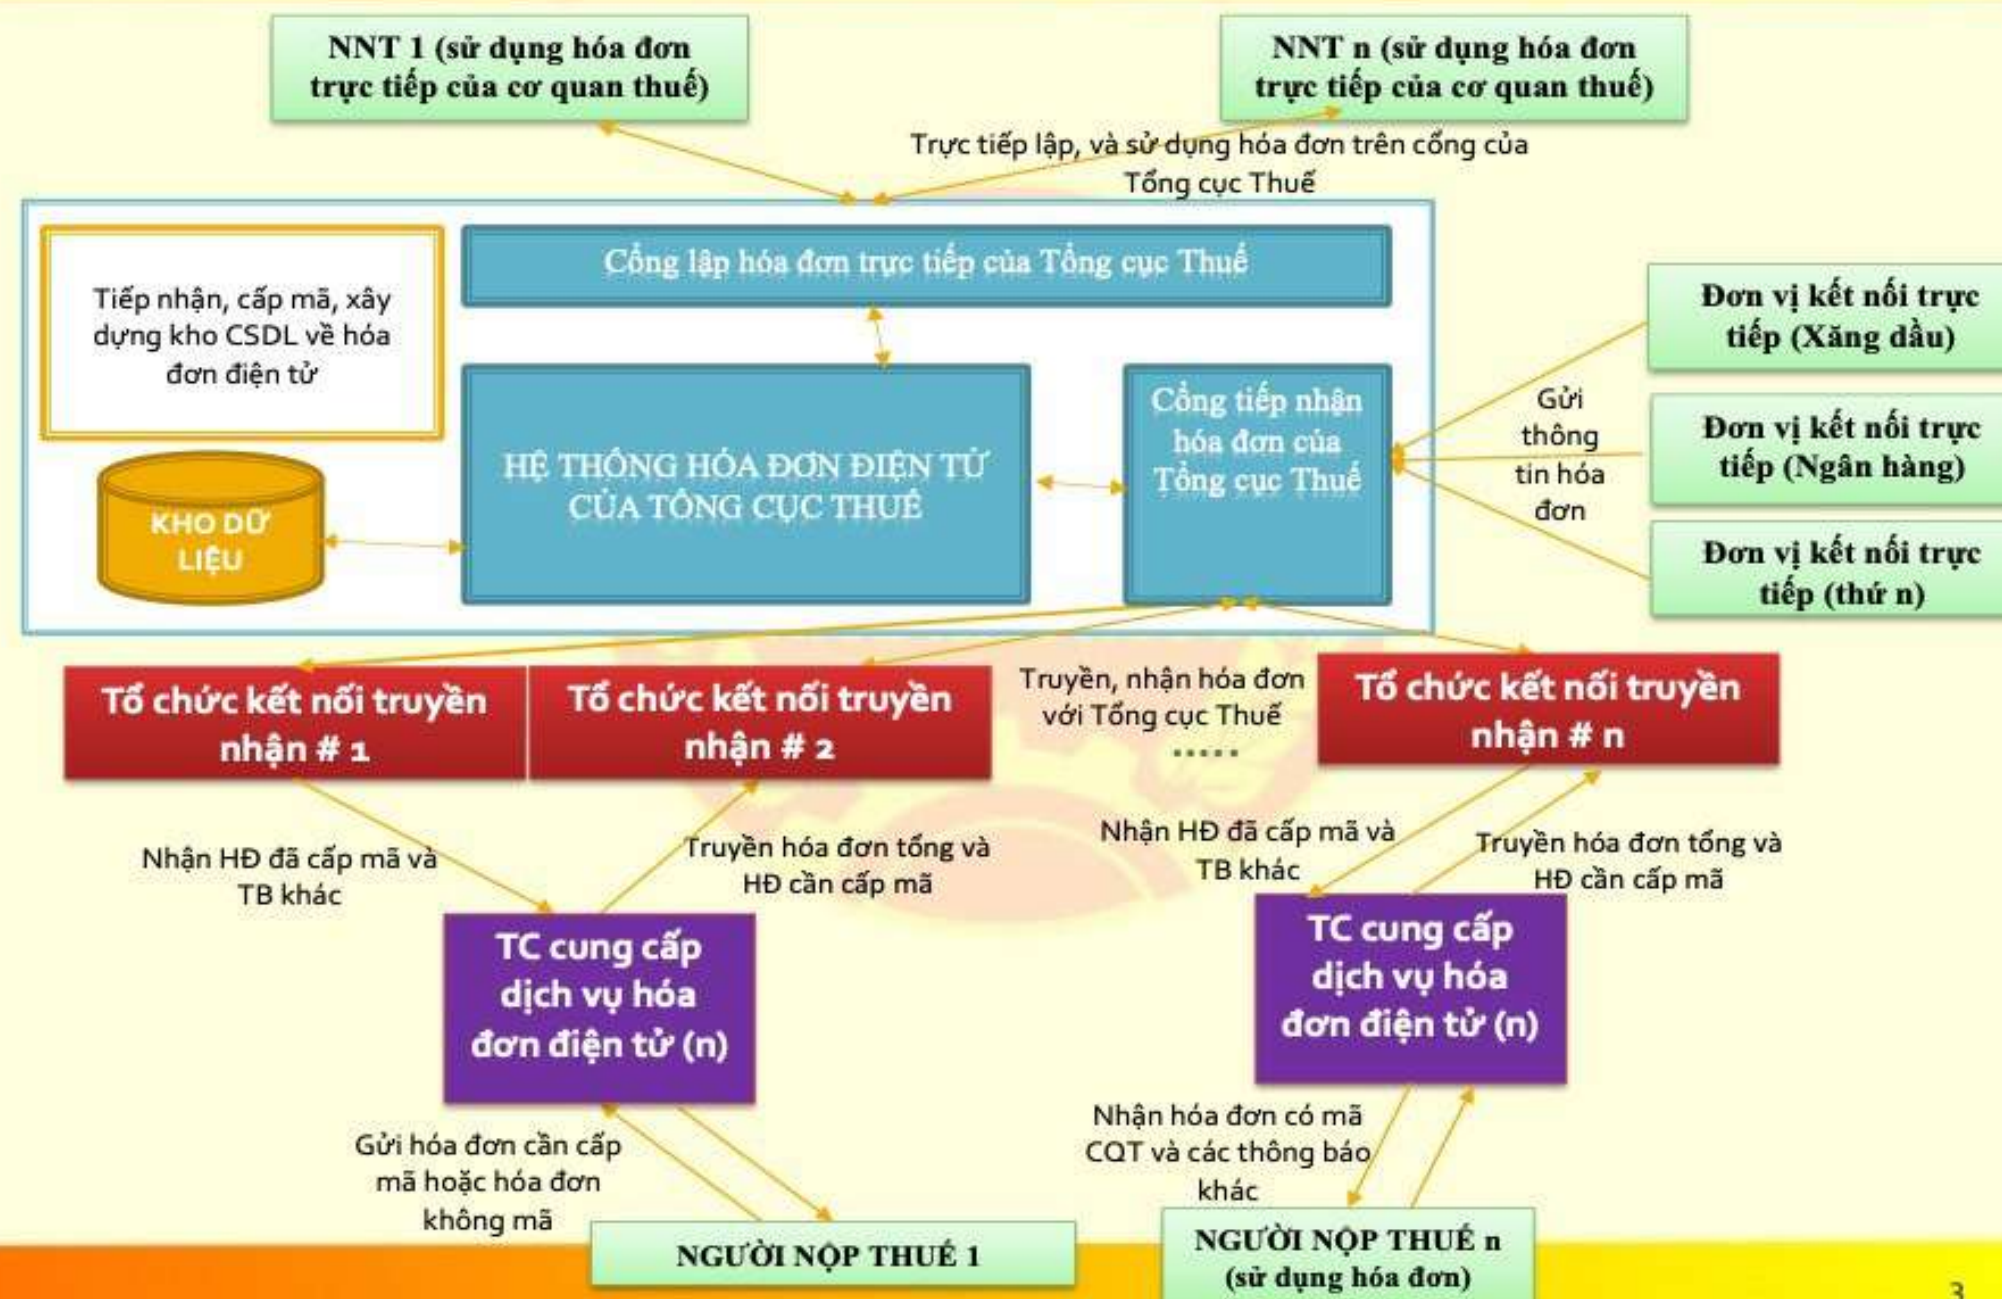 NNT 1 (sử dụng hóa đơn
trực tiếp của cơ quan thuế)
NNT n (sử dụng hóa đơn
trực tiếp của cơ quan thuế)
Trực tiếp lập, và sử dụng hóa đơn trên cổng của
Tổng cục Thuế
Tiếp nhận, cấp mã, xây
dựng kho CSDL về hóa
đơn điện tử
Cổng lập hóa đơn trực tiếp của Tổng cục Thuế
HỆ THỐNG HÓA ĐƠN ĐIỆN TỬ
CỦA TỔNG CỤC THUẾ
Cổng tiếp nhận
hóa đơn của
Tổng cục Thuế
KHO DỮ
LIỆU
Gửi
thông
tin hóa
đơn
Đơn vị kết nối trực
tiếp (Xăng dầu)
Đơn vị kết nối trực
tiếp (Ngân hàng)
Đơn vị kết nối trực
tiếp (thứ n)
Tổ chức kết nối truyền
nhận # 1
Tổ chức kết nối truyền
nhận # 2
Truyền, nhận hóa đơn
với Tổng cục Thuế
.....
Tổ chức kết nối truyền
nhận # n
Nhận HĐ đã cấp mã và
TB khác
Truyền hóa đơn tổng và
HĐ cần cấp mã
Nhận HĐ đã cấp mã và
TB khác
Truyền hóa đơn tổng và
HĐ cần cấp mã
TC cung cấp
dịch vụ hóa
đơn điện tử (n)
TC cung cấp
dịch vụ hóa
đơn điện tử (n)
Gửi hóa đơn cần cấp
mã hoặc hóa đơn
không mã
Nhận hóa đơn có mã
CQT và các thông báo
khác
NGƯỜI NỘP THUẾ 1
NGƯỜI NỘP THUẾ n
(sử dụng hóa đơn)
3